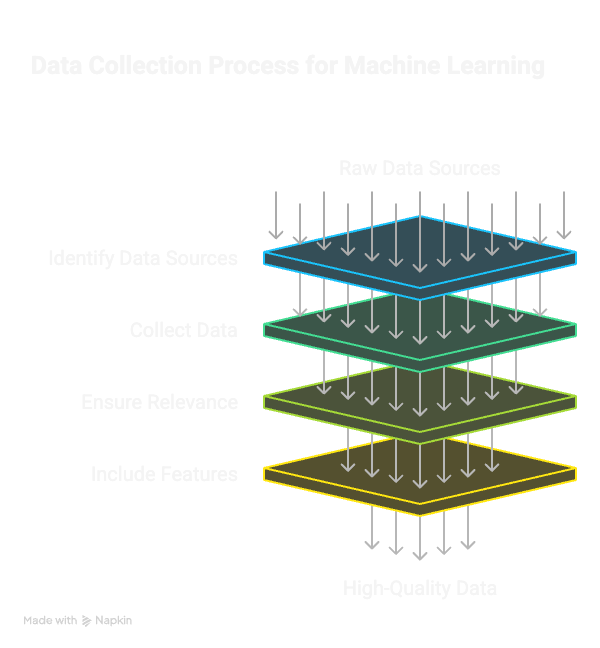 Data Collection Process for Machine Learning
Raw Data Sources
Identify Data Sources
Collect Data
Ensure Relevance
Include Features
High-Quality Data
Made with Napkin